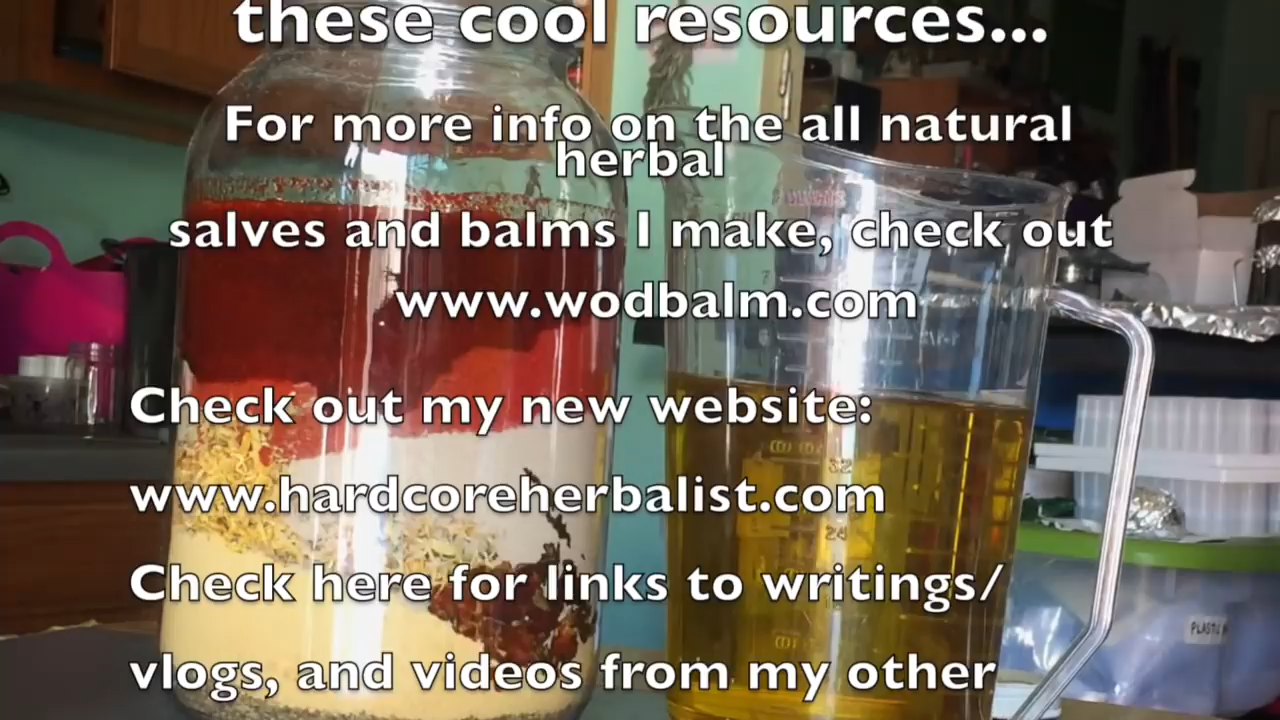 these cool resources...
For more info on the all natural
herbal
salves and balms I make, check out
www.wodbalm.com
Check out my new website:
www.hardcoreherbalist.com
Check here for links to writings/
vlogs, and videos from my other
32
24